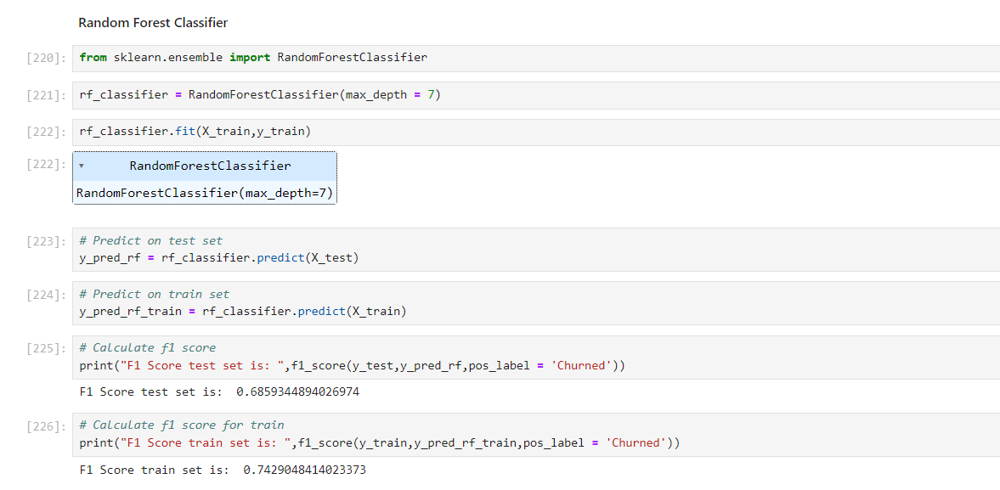 Random Forest Classifier
[220]: from sklearn.ensemble import RandomForestClassifier
[221]: rf_classifier = RandomForestClassifier(max_depth = 7)
[222]: rf_classifier.fit(X_train,y_train)
[222]: ▾ RandomForestClassifier
RandomForestClassifier(max_depth=7)
[223]: # Predict on test set
y_pred_rf = rf_classifier.predict(X_test)
[224]: # Predict on train set
y_pred_rf_train = rf_classifier.predict(X_train)
[225]: # Calculate f1 score
print("F1 Score test set is: ",f1_score(y_test,y_pred_rf,pos_label = 'Churned'))
F1 Score test set is:  0.6859344894026974
[226]: # Calculate f1 score for train
print("F1 Score train set is: ",f1_score(y_train,y_pred_rf_train,pos_label = 'Churned'))
F1 Score train set is:  0.7429048414023373